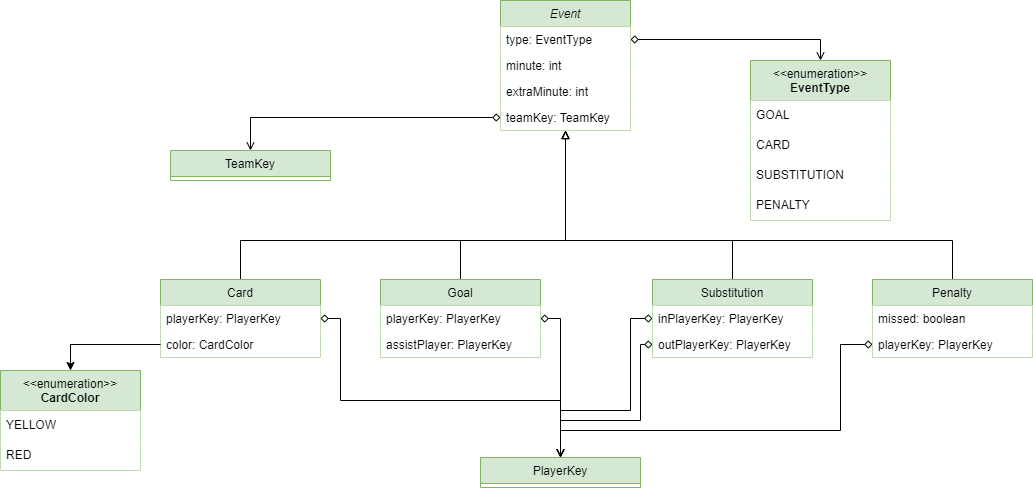 Event
type: EventType
minute: int
extraMinute: int
teamKey: TeamKey
<<enumeration>>
EventType
GOAL
CARD
SUBSTITUTION
PENALTY
TeamKey
Card
playerKey: PlayerKey
color: CardColor
Goal
playerKey: PlayerKey
assistPlayer: PlayerKey
Substitution
inPlayerKey: PlayerKey
outPlayerKey: PlayerKey
Penalty
missed: boolean
playerKey: PlayerKey
<<enumeration>>
CardColor
YELLOW
RED
PlayerKey